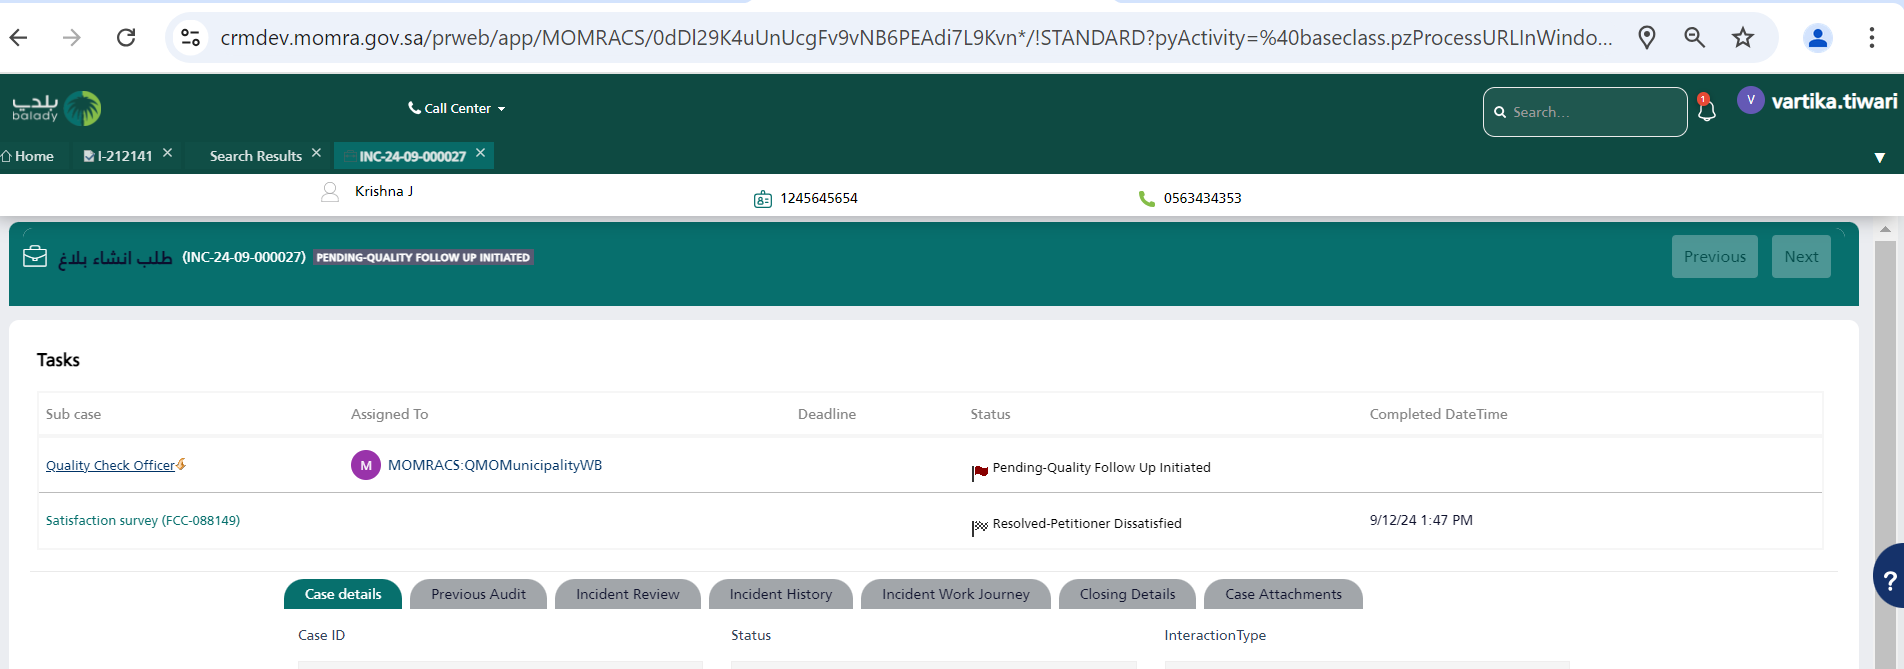 crmdev.momra.gov.sa/prweb/app/MOMRACS/0dDl29K4uUnUcgFv9vNB6PEAdi7L9Kvn*/!STANDARD?pyActivity=%40baseclass.pzProcessURLInWindo...
بلدي
balady
Call Center
Search...
1
V
vartika.tiwari
Home
I-212141
Search Results
INC-24-09-000027
Krishna J
1245645654
0563434353
طلب انشاء بلاغ (INC-24-09-000027) PENDING-QUALITY FOLLOW UP INITIATED
Previous
Next
Tasks
Sub case Assigned To Deadline Status Completed DateTime
Quality Check Officer M MOMRACS:QMOMunicipalityWB Pending-Quality Follow Up Initiated
Satisfaction survey (FCC-088149) Resolved-Petitioner Dissatisfied 9/12/24 1:47 PM
?
Case details Previous Audit Incident Review Incident History Incident Work Journey Closing Details Case Attachments
Case ID Status InteractionType